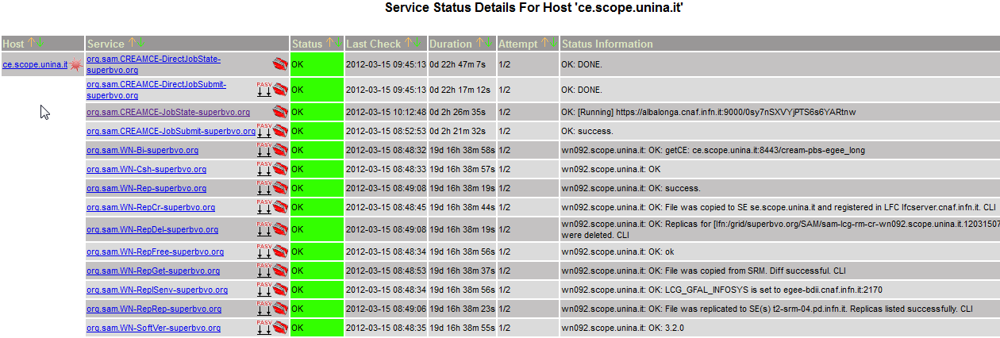 Service Status Details For Host 'ce.scope.unina.it'
Host Service Status Last Check Duration Attempt Status Information
ce.scope.unina.it org.sam.CREAMCE-DirectJobState-superbvo.org OK 2012-03-15 09:45:13 0d 22h 47m 7s 1/2 OK: DONE.
org.sam.CREAMCE-DirectJobSubmit-superbvo.org PASV OK 2012-03-15 09:45:13 0d 22h 17m 12s 1/2 OK: DONE.
org.sam.CREAMCE-JobState-superbvo.org OK 2012-03-15 10:12:48 0d 2h 26m 35s 1/2 OK: [Running] https://albalonga.cnaf.infn.it:9000/0sy7nSXVYjPTS6s6YARtnw
org.sam.CREAMCE-JobSubmit-superbvo.org PASV OK 2012-03-15 08:52:53 0d 2h 21m 32s 1/2 OK: success.
org.sam.WN-Bi-superbvo.org PASV OK 2012-03-15 08:48:32 19d 16h 38m 58s 1/2 wn092.scope.unina.it: OK: getCE: ce.scope.unina.it:8443/cream-pbs-egee_long
org.sam.WN-Csh-superbvo.org PASV OK 2012-03-15 08:48:33 19d 16h 38m 57s 1/2 wn092.scope.unina.it: OK
org.sam.WN-Rep-superbvo.org PASV OK 2012-03-15 08:49:08 19d 16h 38m 19s 1/2 wn092.scope.unina.it: OK: success.
org.sam.WN-RepCr-superbvo.org PASV OK 2012-03-15 08:48:45 19d 16h 38m 44s 1/2 wn092.scope.unina.it: OK: File was copied to SE se.scope.unina.it and registered in LFC lfcserver.cnaf.infn.it. CLI
org.sam.WN-RepDel-superbvo.org PASV OK 2012-03-15 08:49:08 19d 16h 38m 19s 1/2 wn092.scope.unina.it: OK: Replicas for [lfn:/grid/superbvo.org/SAM/sam-lcg-rm-cr-wn092.scope.unina.it.12031507
were deleted. CLI
org.sam.WN-RepFree-superbvo.org PASV OK 2012-03-15 08:48:34 19d 16h 38m 56s 1/2 wn092.scope.unina.it: OK: ok
org.sam.WN-RepGet-superbvo.org PASV OK 2012-03-15 08:48:53 19d 16h 38m 37s 1/2 wn092.scope.unina.it: OK: File was copied from SRM. Diff successful. CLI
org.sam.WN-RepISenv-superbvo.org PASV OK 2012-03-15 08:48:34 19d 16h 38m 56s 1/2 wn092.scope.unina.it: OK: LCG_GFAL_INFOSYS is set to egee-bdii.cnaf.infn.it:2170
org.sam.WN-RepRep-superbvo.org PASV OK 2012-03-15 08:49:06 19d 16h 38m 23s 1/2 wn092.scope.unina.it: OK: File was replicated to SE(s) t2-srm-04.pd.infn.it. Replicas listed successfully. CLI
org.sam.WN-SoftVer-superbvo.org PASV OK 2012-03-15 08:48:35 19d 16h 38m 55s 1/2 wn092.scope.unina.it: OK: 3.2.0